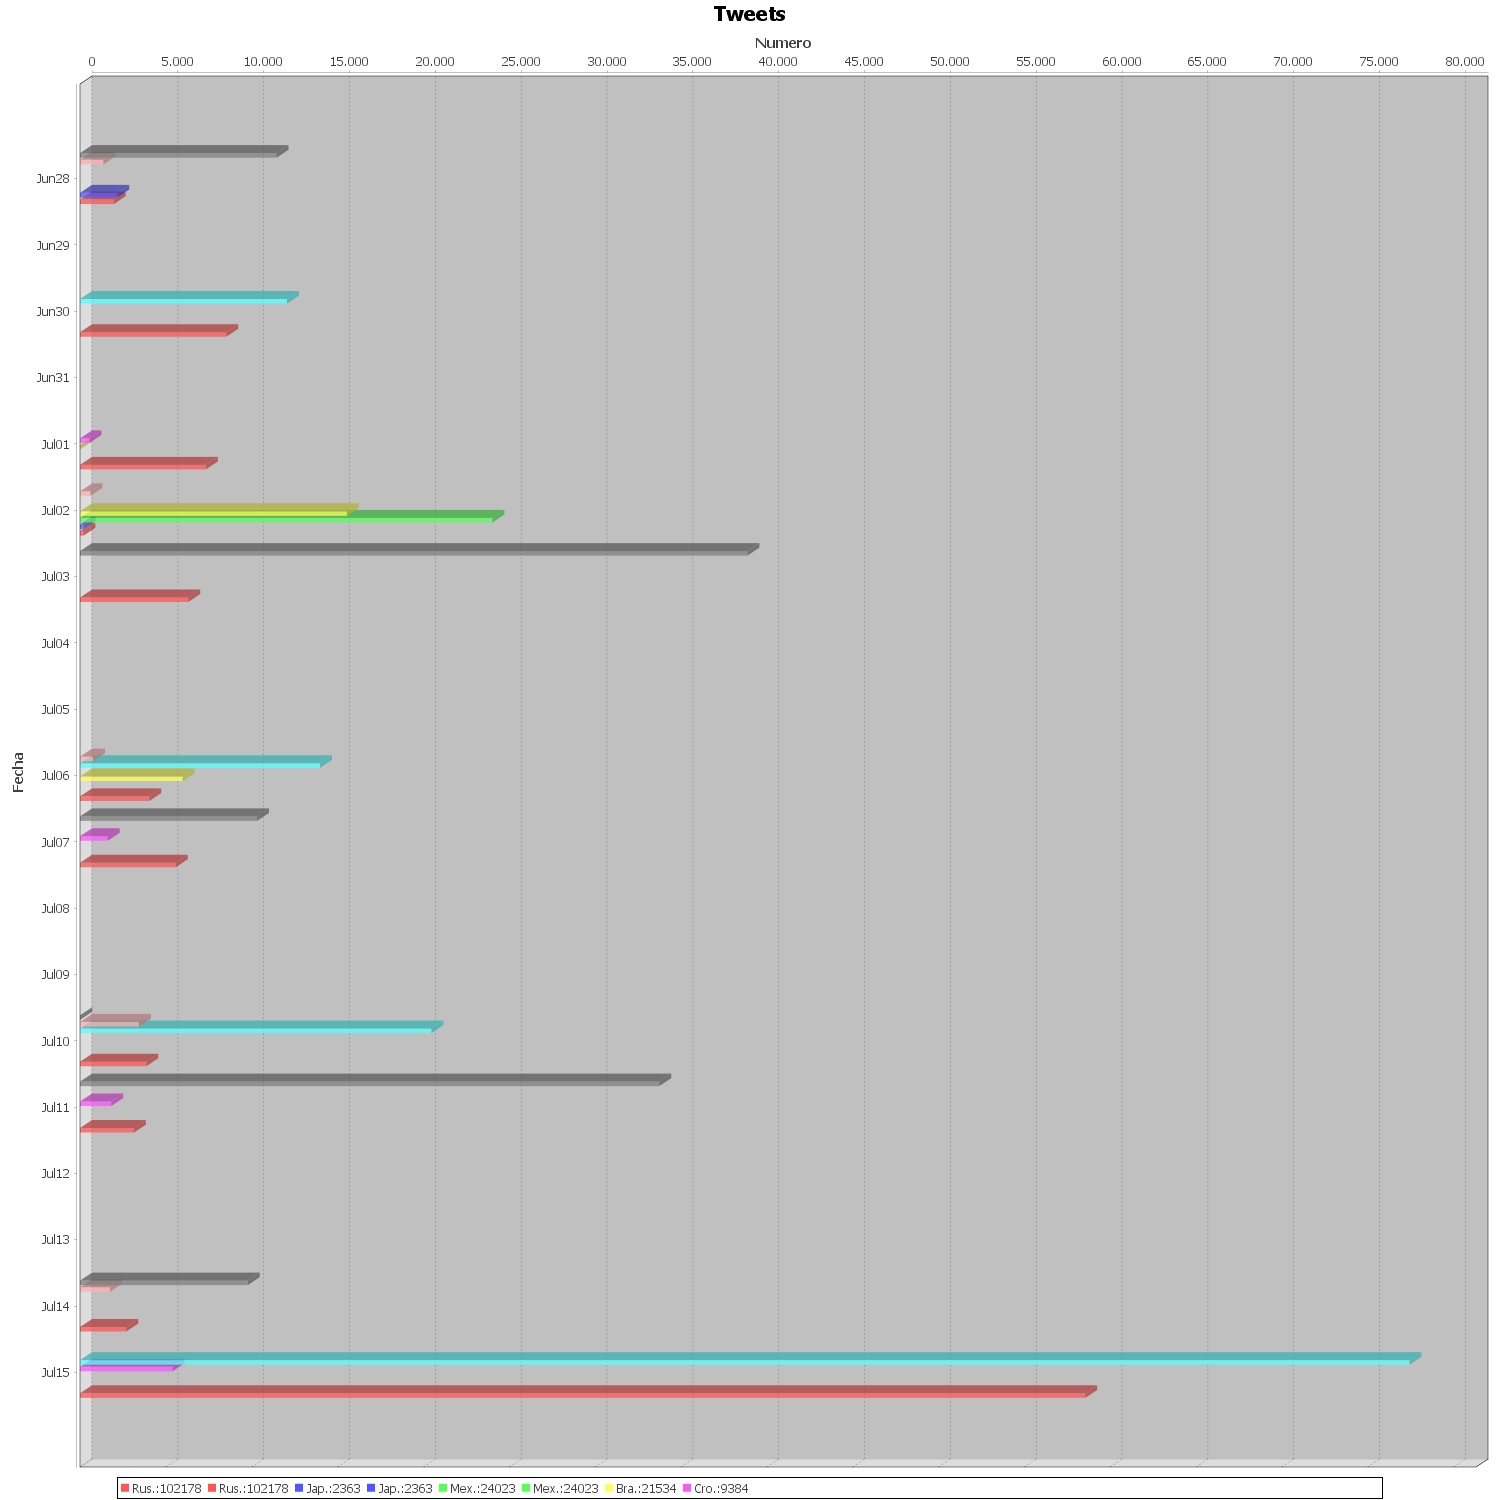 Tweets
Numero
0 5.000 10.000 15.000 20.000 25.000 30.000 35.000 40.000 45.000 50.000 55.000 60.000 65.000 70.000 75.000 80.000
Jun28
Jun29
Jun30
Jun31
Jul01
Jul02
Jul03
Jul04
Jul05
Fecha
Jul06
Jul07
Jul08
Jul09
Jul10
Jul11
Jul12
Jul13
Jul14
Jul15
Rus.:102178 Rus.:102178 Jap.:2363 Jap.:2363 Mex.:24023 Mex.:24023 Bra.:21534 Cro.:9384